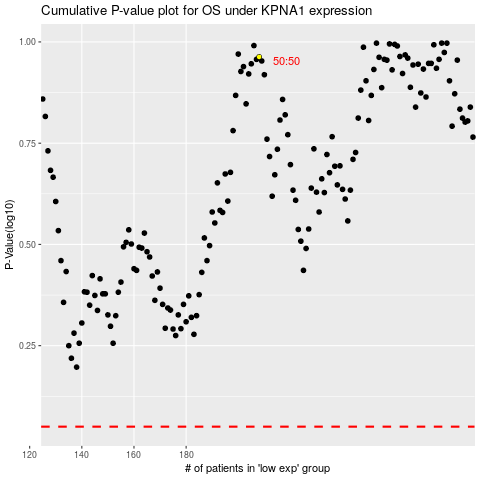 Cumulative P-value plot for OS under KPNA1 expression
P-Value(log10)
1.00
0.75
0.50
0.25
50:50
120 140 160 180
# of patients in 'low exp' group